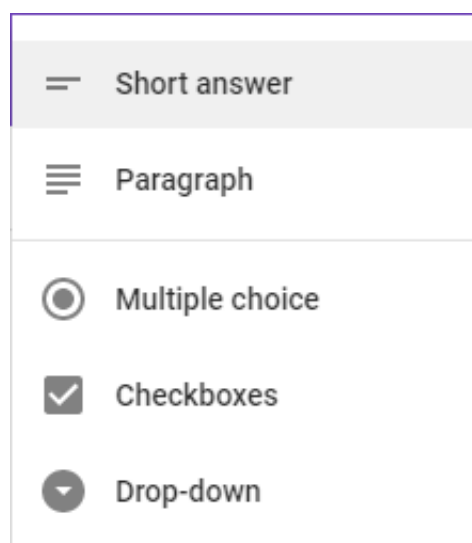 Short answer
Paragraph
Multiple choice
Checkboxes
Drop-down